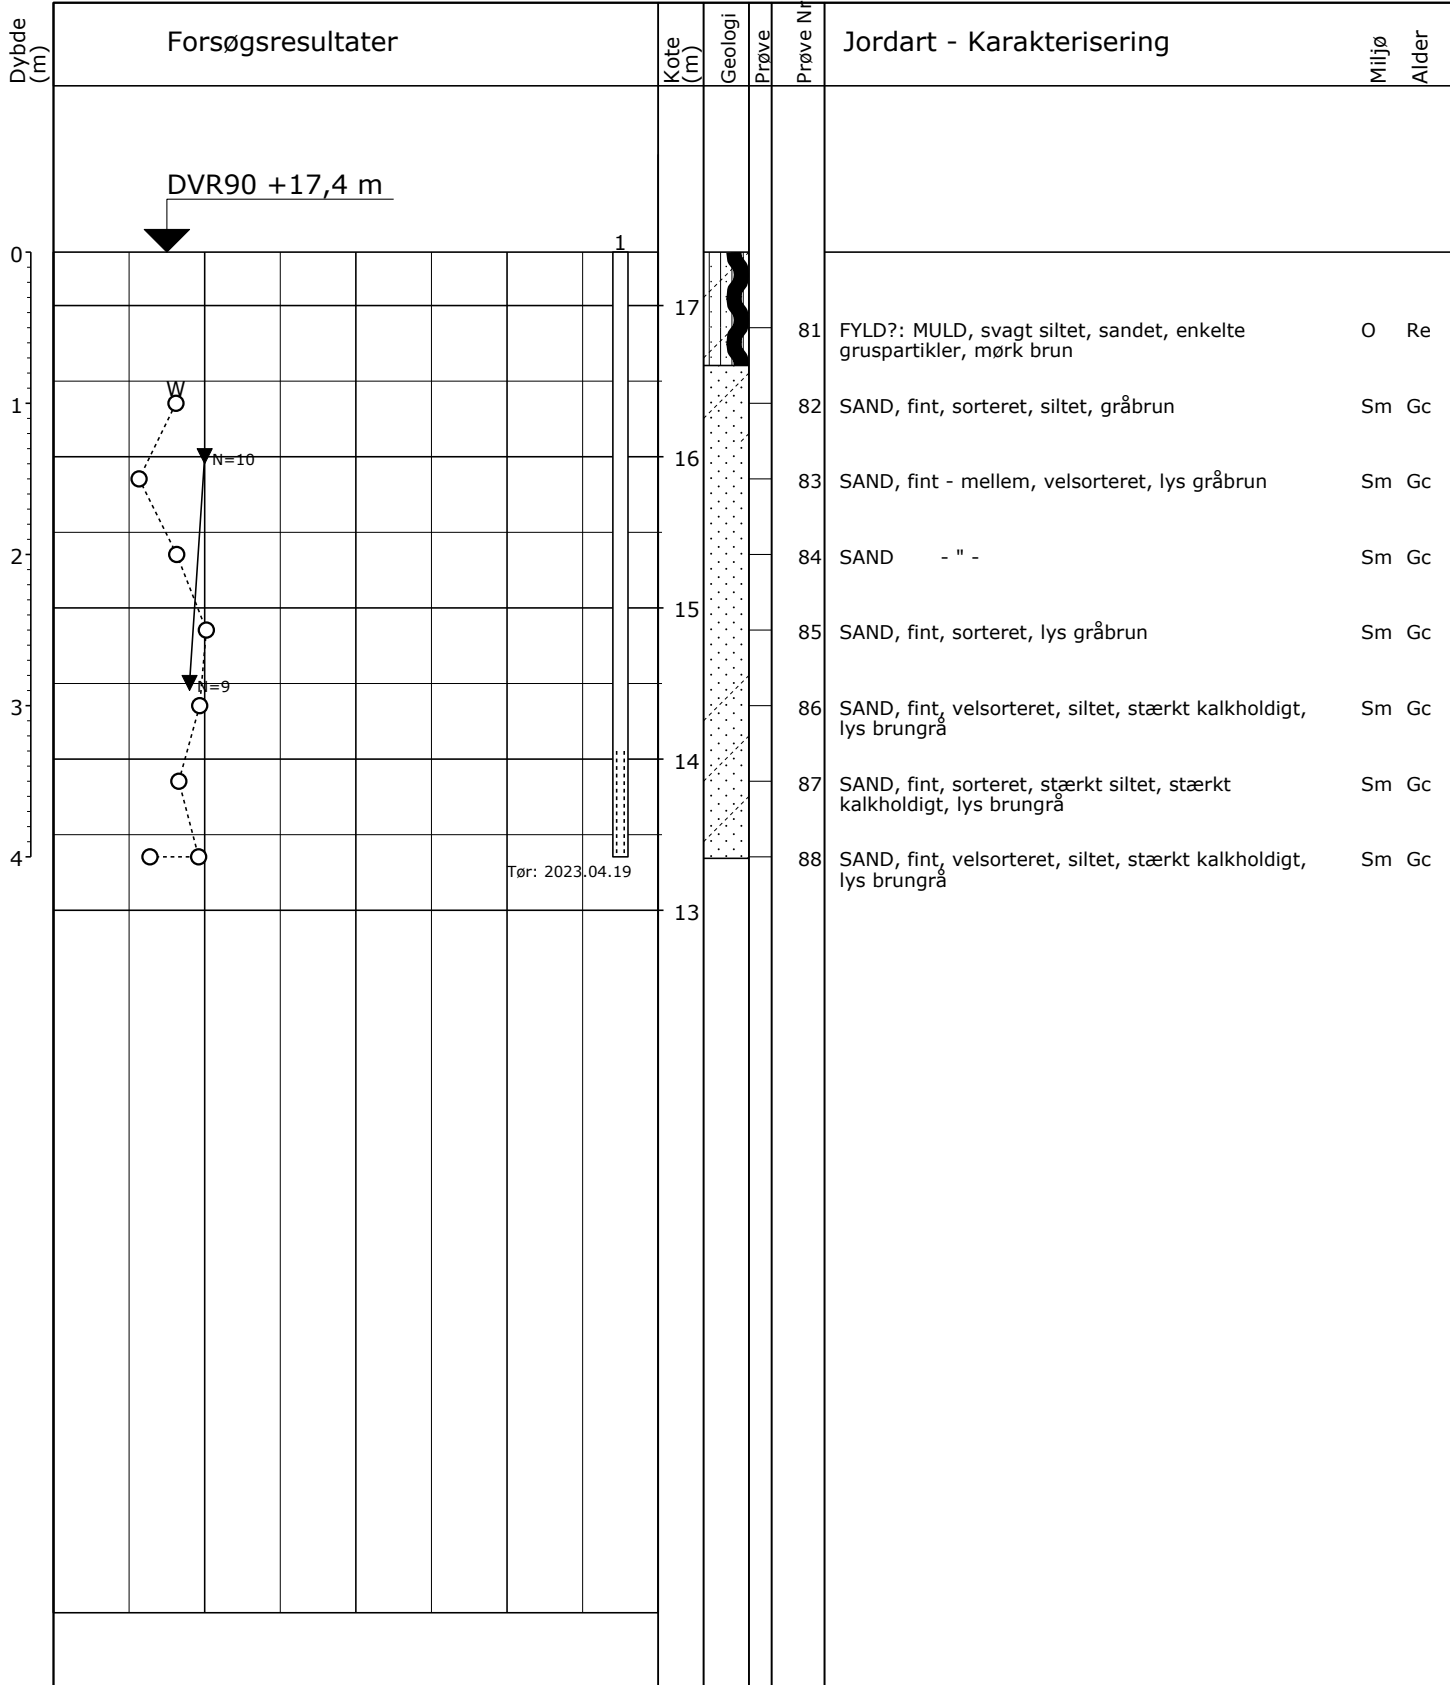 Dybde
(m)
Forsøgsresultater
Kote
(m)
Geologi
Prøve
Prøve Nr
Jordart - Karakterisering
Miljø
Alder
DVR90 +17,4 m
1
0
17
81 FYLD?: MULD, svagt siltet, sandet, enkelte O Re
gruspartikler, mørk brun
W
1
82 SAND, fint, sorteret, siltet, gråbrun Sm Gc
N=10
16
83 SAND, fint - mellem, velsorteret, lys gråbrun Sm Gc
2
84 SAND - " - Sm Gc
15
85 SAND, fint, sorteret, lys gråbrun Sm Gc
N=9
3
86 SAND, fint, velsorteret, siltet, stærkt kalkholdigt, Sm Gc
lys brungrå
14
87 SAND, fint, sorteret, stærkt siltet, stærkt Sm Gc
kalkholdigt, lys brungrå
4
88 SAND, fint, velsorteret, siltet, stærkt kalkholdigt, Sm Gc
lys brungrå
Tør: 2023.04.19
13